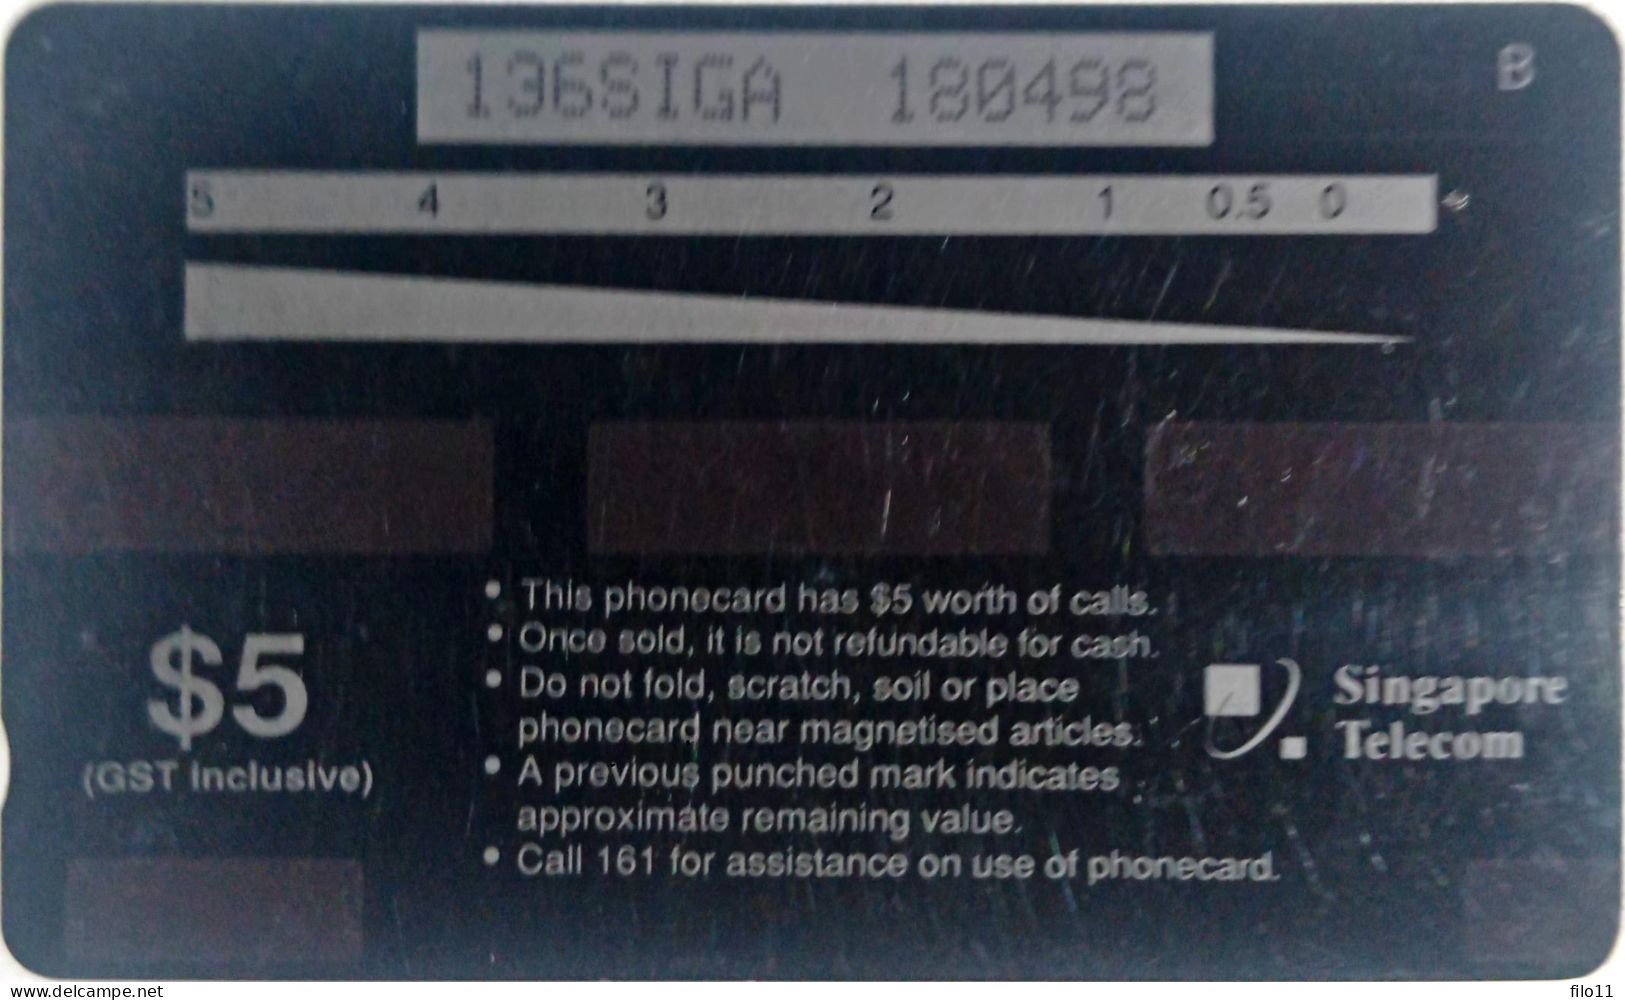 136SIGA 180498
B
5 4 3 2 1 0.5 0
• This phonecard has $5 worth of calls.
• Once sold, it is not refundable for cash.
• Do not fold, scratch, soil or place
phonecard near magnetised articles.
• A previous punched mark indicates
approximate remaining value.
• Call 161 for assistance on use of phonecard.
$5
(GST Inclusive)
Singapore
Telecom
www.delcampe.net
filo11